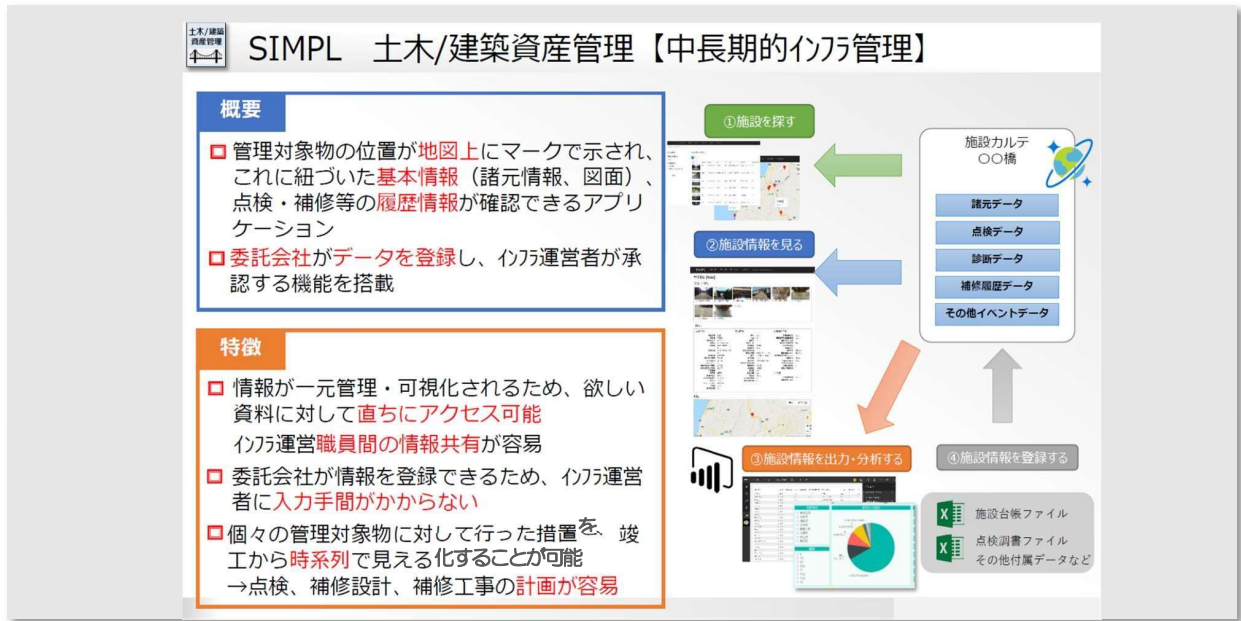 土木/建築
資産管理
SIMPL 土木/建築資産管理【中長期的インフラ管理】
概要
管理対象物の位置が地図上にマークで示され、
これに紐づいた基本情報（諸元情報、図面）、
点検・補修等の履歴情報が確認できるアプリ
ケーション
委託会社がデータを登録し、インフラ運営者が承
認する機能を搭載
特徴
情報が一元管理・可視化されるため、欲しい
資料に対して直ちにアクセス可能
インフラ運営職員間の情報共有が容易
委託会社が情報を登録できるため、インフラ運営
者に入力手間がかからない
個々の管理対象物に対して行った措置を、竣
工から時系列で見える化することが可能
→点検、補修設計、補修工事の計画が容易
①施設を探す
②施設情報を見る
③施設情報を出力・分析する
施設カルテ
〇〇橋
諸元データ
点検データ
診断データ
補修履歴データ
その他イベントデータ
④施設情報を登録する
施設台帳ファイル
点検調書ファイル
その他付属データなど